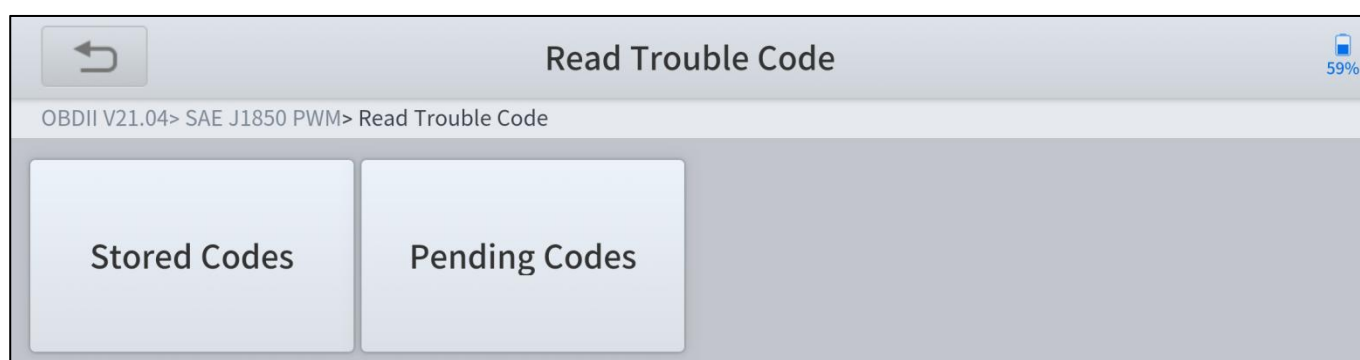 Read Trouble Code
59%
OBDII V21.04> SAE J1850 PWM> Read Trouble Code
Stored Codes
Pending Codes